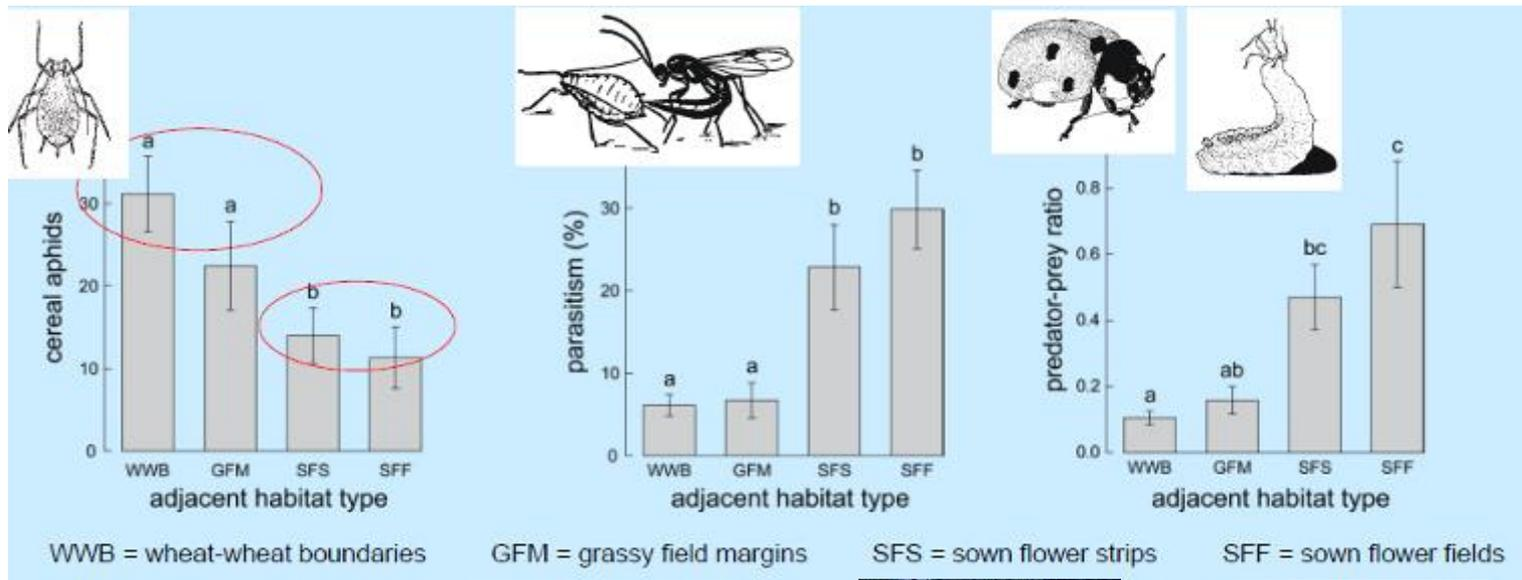 a
a
b
b
30
20
10
0
cereal aphids
WWB GFM SFS SFF
adjacent habitat type
a
a
b
b
30
20
10
0
parasitism (%)
WWB GFM SFS SFF
adjacent habitat type
a
ab
bc
c
0.8
0.6
0.4
0.2
0.0
predator-prey ratio
WWB GFM SFS SFF
adjacent habitat type
WWB = wheat-wheat boundaries GFM = grassy field margins SFS = sown flower strips SFF = sown flower fields